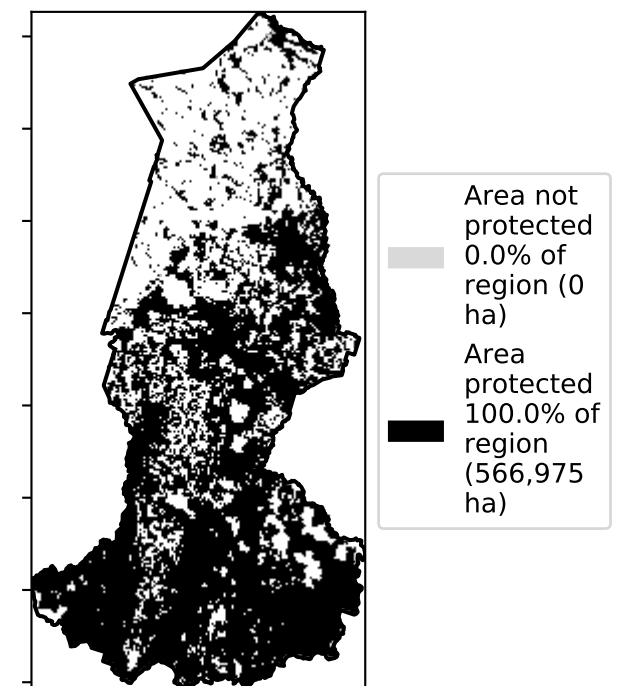 Area not
protected
0.0% of
region (0
ha)
Area
protected
100.0% of
region
(566,975
ha)